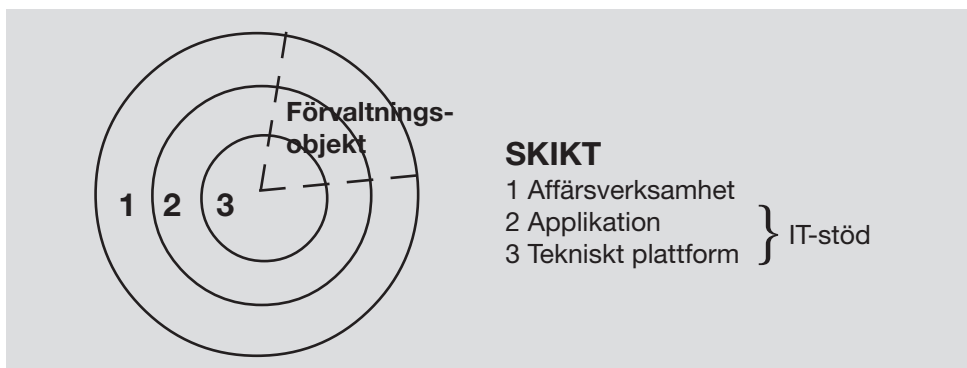 Förvaltnings-
objekt
1 2 3
SKIKT
1 Affärsverksamhet
2 Applikation
3 Tekniskt plattform
IT-stöd